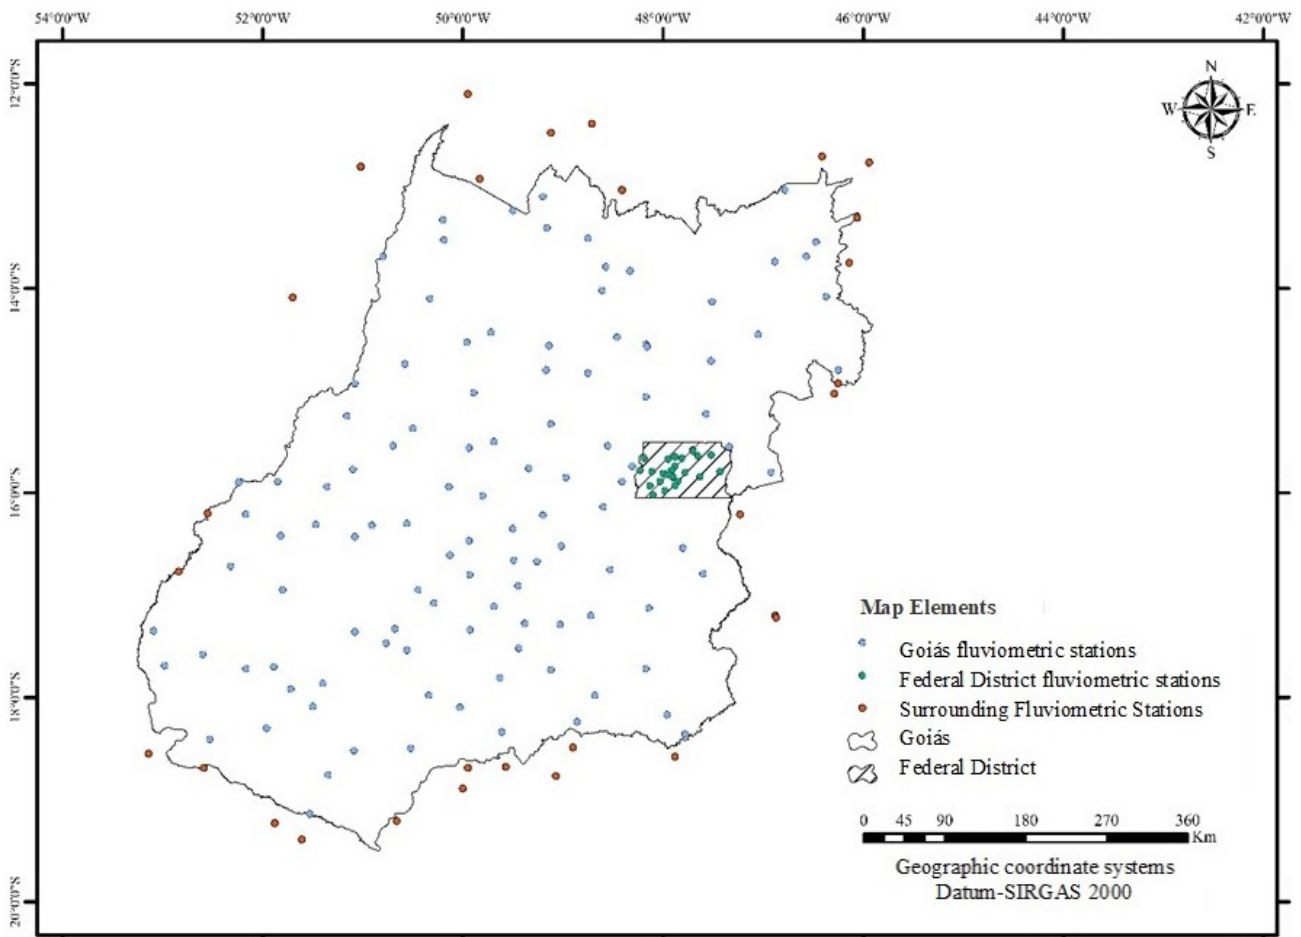 54°0'0"W 52°0'0"W 50°0'0"W 48°0'0"W 46°0'0"W 44°0'0"W 42°0'0"W
12°0'0"S
14°0'0"S
16°0'0"S
18°0'0"S
20°0'0"S
N
W E
S
Map Elements
Goiás fluviometric stations
Federal District fluviometric stations
Surrounding Fluviometric Stations
Goiás
Federal District
0 45 90 180 270 360
Km
Geographic coordinate systems
Datum-SIRGAS 2000